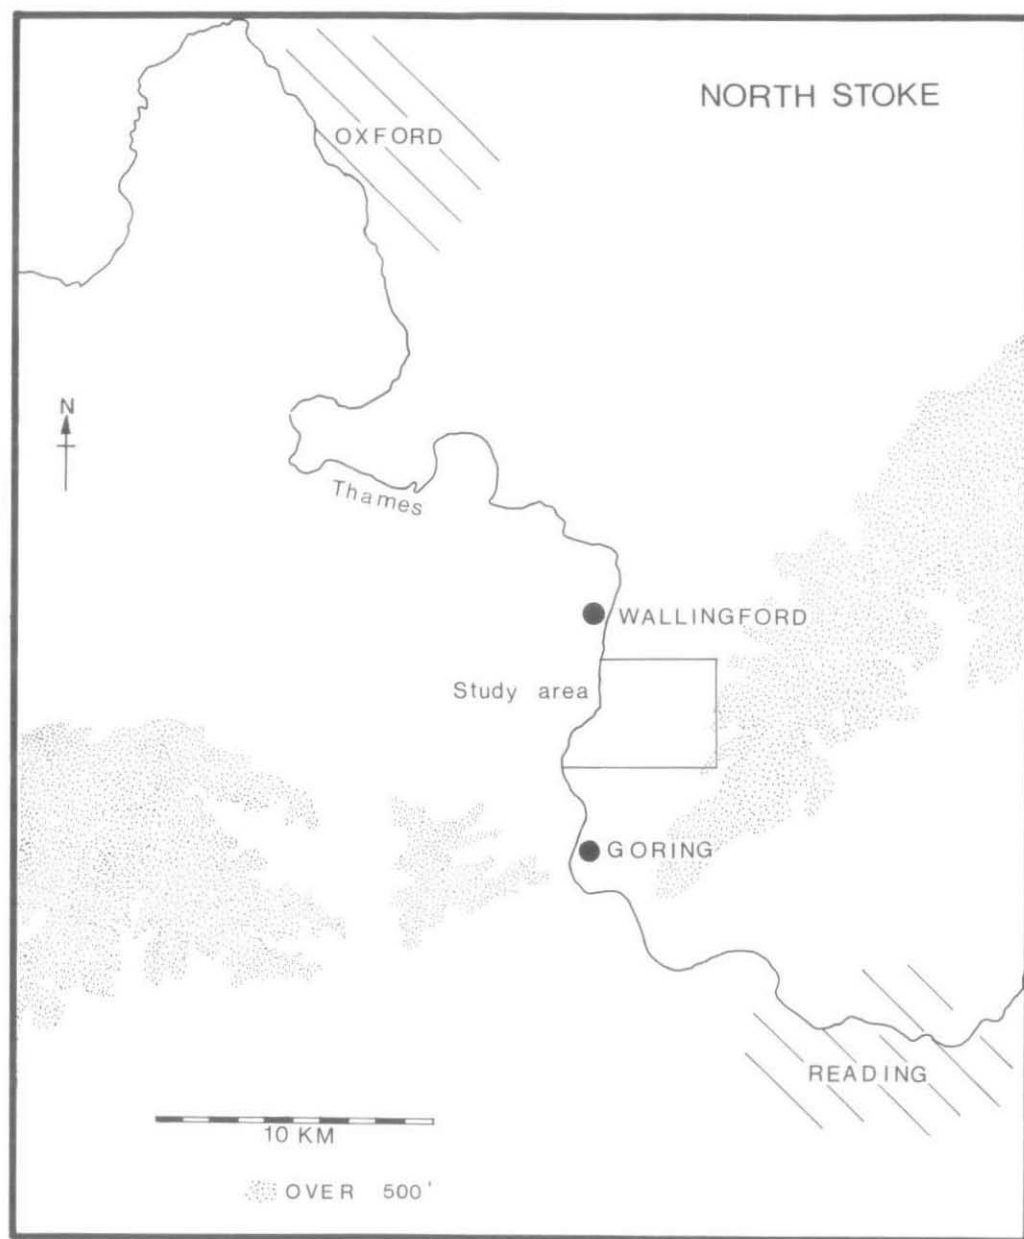 NORTH STOKE
OXFORD
N
Thames
WALLINGFORD
Study area
GORING
READING
10 KM
OVER 500'